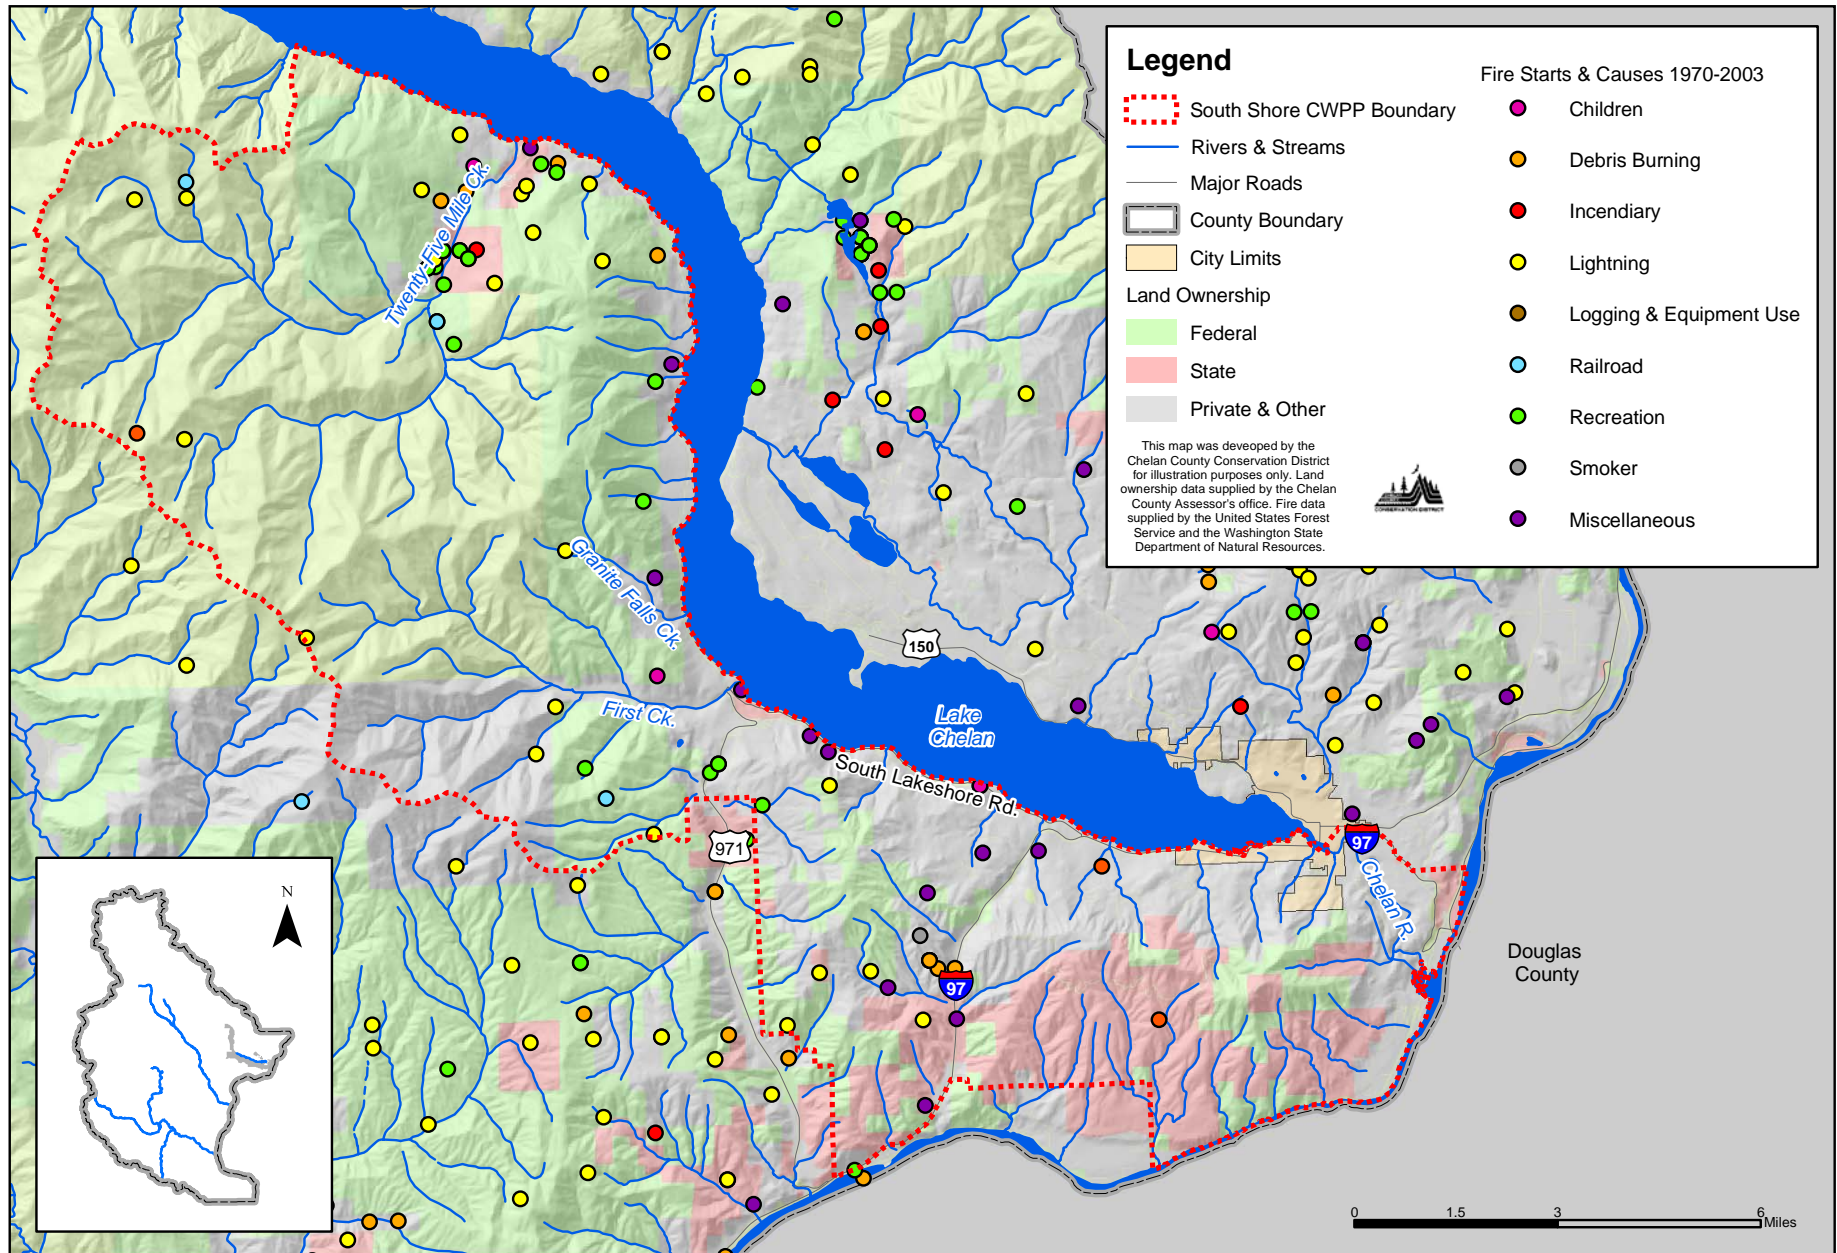 Legend
South Shore CWPP Boundary
Rivers & Streams
Major Roads
County Boundary
City Limits
Land Ownership
Federal
State
Private & Other
This map was deveoped by the
Chelan County Conservation District
for illustration purposes only. Land
ownership data supplied by the Chelan
County Assessor's office. Fire data
supplied by the United States Forest
Service and the Washington State
Department of Natural Resources.
CONSERVATION DISTRICT
Fire Starts & Causes 1970-2003
Children
Debris Burning
Incendiary
Lightning
Logging & Equipment Use
Railroad
Recreation
Smoker
Miscellaneous
Twenty-Five Mile Ck.
Granite Falls Ck.
First Ck.
150
Lake
Chelan
South Lakeshore Rd.
971
97
Chelan R.
97
Douglas
County
N
0 1.5 3 6
Miles